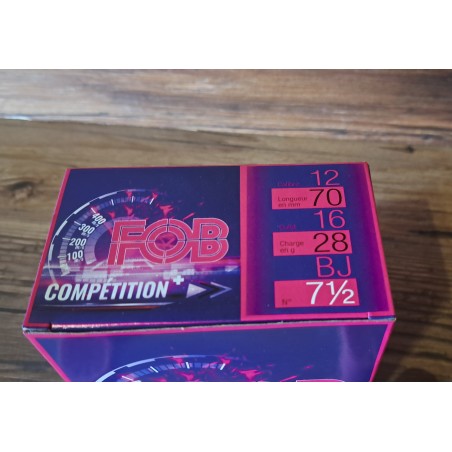 400
300
200
100
FOB
COMPETITION +
12
Longueur en mm 70
16
Charge en g 28
BJ
N° 7½